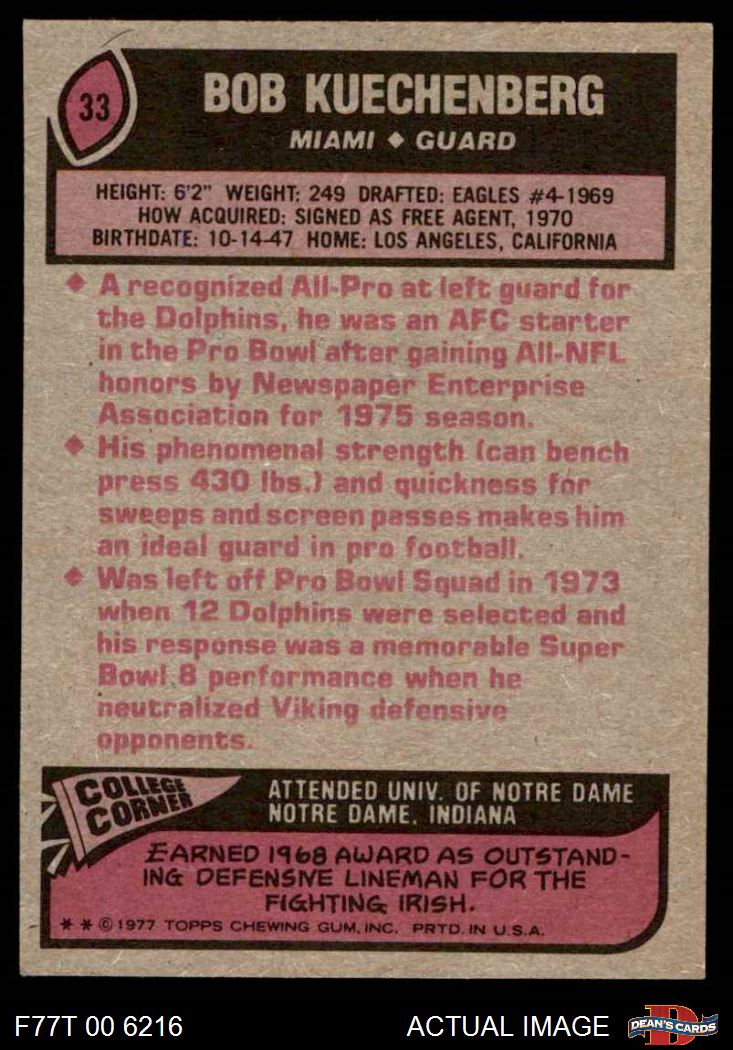 33
BOB KUECHENBERG
MIAMI ◆ GUARD
HEIGHT: 6'2" WEIGHT: 249 DRAFTED: EAGLES #4-1969
HOW ACQUIRED: SIGNED AS FREE AGENT, 1970
BIRTHDATE: 10-14-47 HOME: LOS ANGELES, CALIFORNIA
◆ A recognized All-Pro at left guard for
the Dolphins, he was an AFC starter
in the Pro Bowl after gaining All-NFL
honors by Newspaper Enterprise
Association for 1975 season.
◆ His phenomenal strength (can bench
press 430 lbs.) and quickness for
sweeps and screen passes makes him
an ideal guard in pro football.
◆ Was left off Pro Bowl Squad in 1973
when 12 Dolphins were selected and
his response was a memorable Super
Bowl 8 performance when he
neutralized Viking defensive
opponents.
COLLEGE
CORNER
ATTENDED UNIV. OF NOTRE DAME
NOTRE DAME, INDIANA
EARNED 1968 AWARD AS OUTSTAND-
ING DEFENSIVE LINEMAN FOR THE
FIGHTING IRISH.
* * © 1977 TOPPS CHEWING GUM, INC. PRTD. IN U.S.A.
F77T 00 6216
ACTUAL IMAGE
D
DEAN'S CARDS